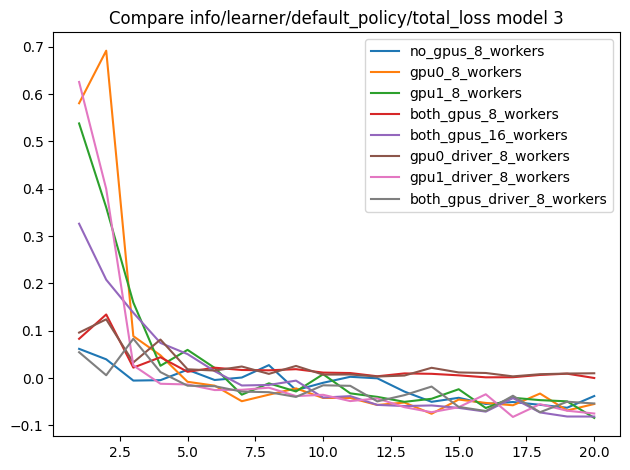 Compare info/learner/default_policy/total_loss model 3
no_gpus_8_workers
gpu0_8_workers
gpu1_8_workers
both_gpus_8_workers
both_gpus_16_workers
gpu0_driver_8_workers
gpu1_driver_8_workers
both_gpus_driver_8_workers
0.7
0.6
0.5
0.4
0.3
0.2
0.1
0.0
−0.1
2.5 5.0 7.5 10.0 12.5 15.0 17.5 20.0